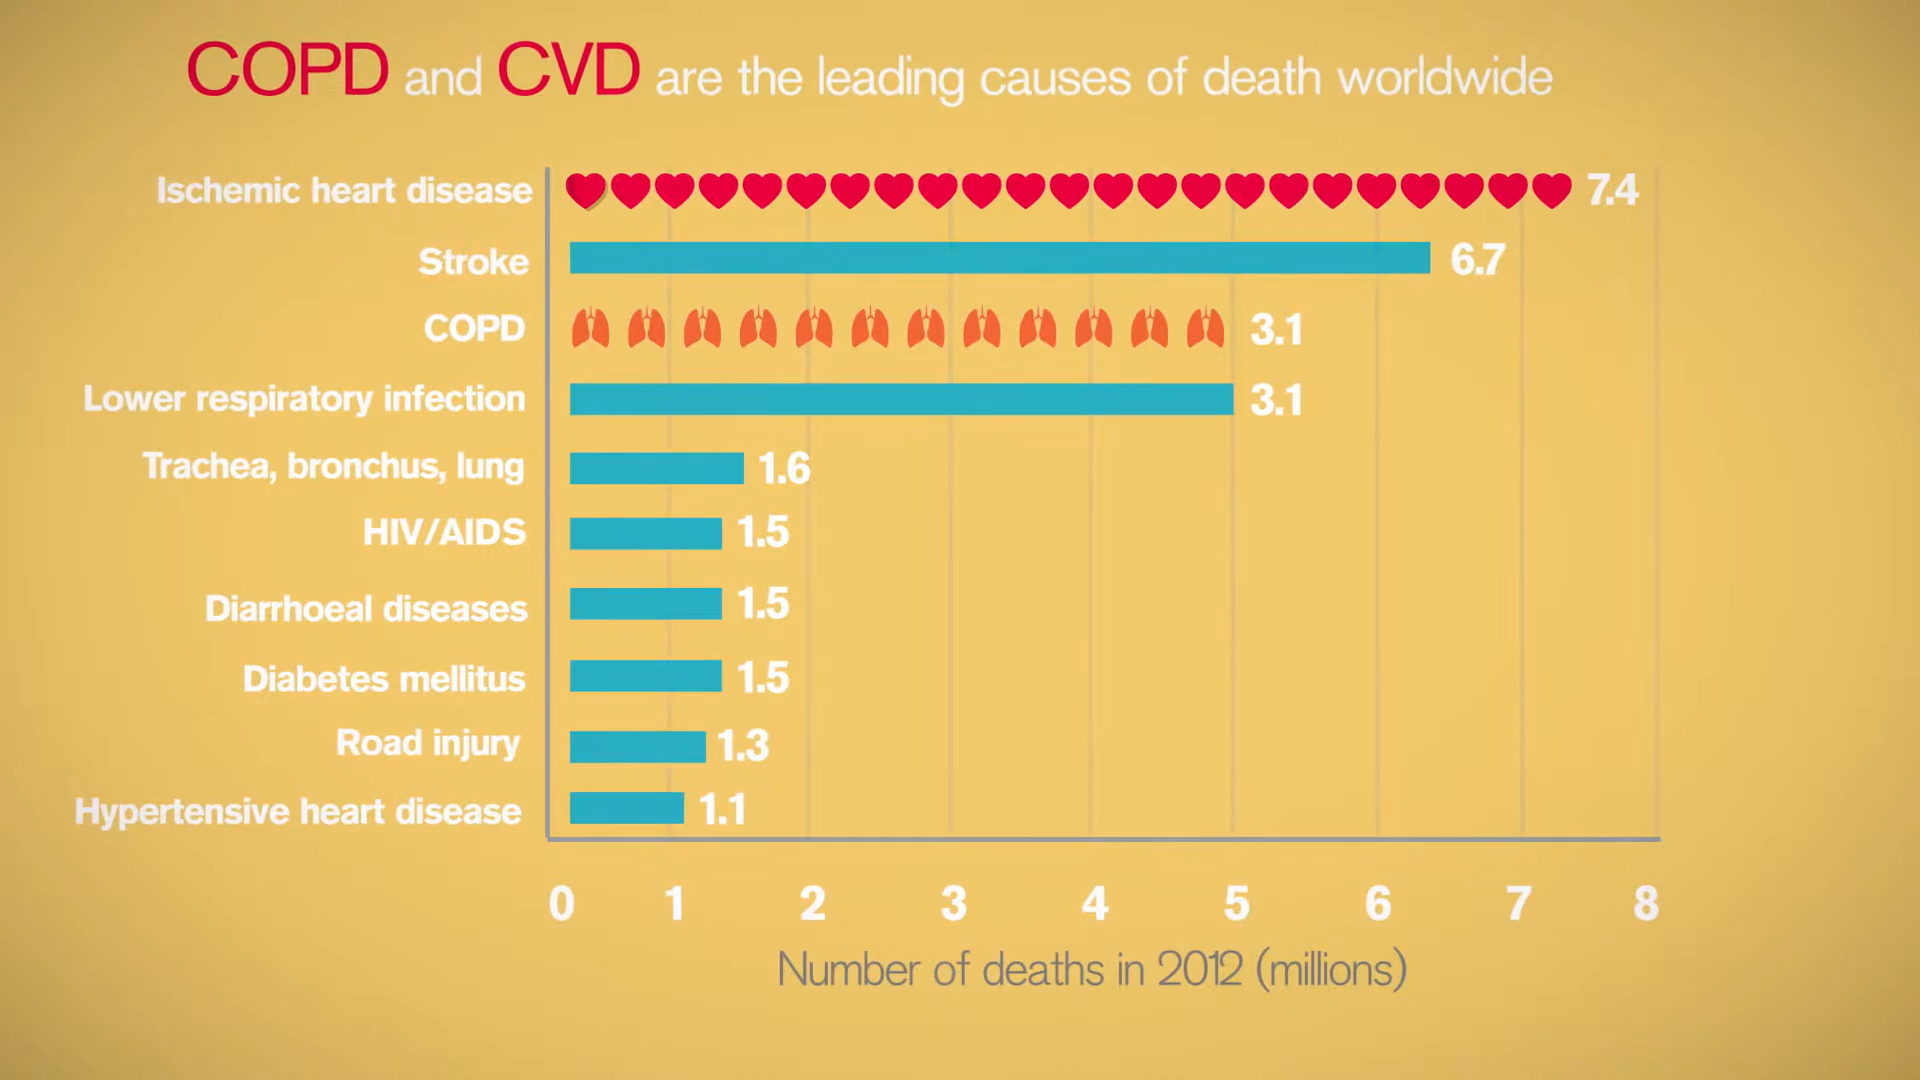 COPD and CVD are the leading causes of death worldwide
Ischemic heart disease 7.4
Stroke 6.7
COPD 3.1
Lower respiratory infection 3.1
Trachea, bronchus, lung 1.6
HIV/AIDS 1.5
Diarrhoeal diseases 1.5
Diabetes mellitus 1.5
Road injury 1.3
Hypertensive heart disease 1.1
0 1 2 3 4 5 6 7 8
Number of deaths in 2012 (millions)